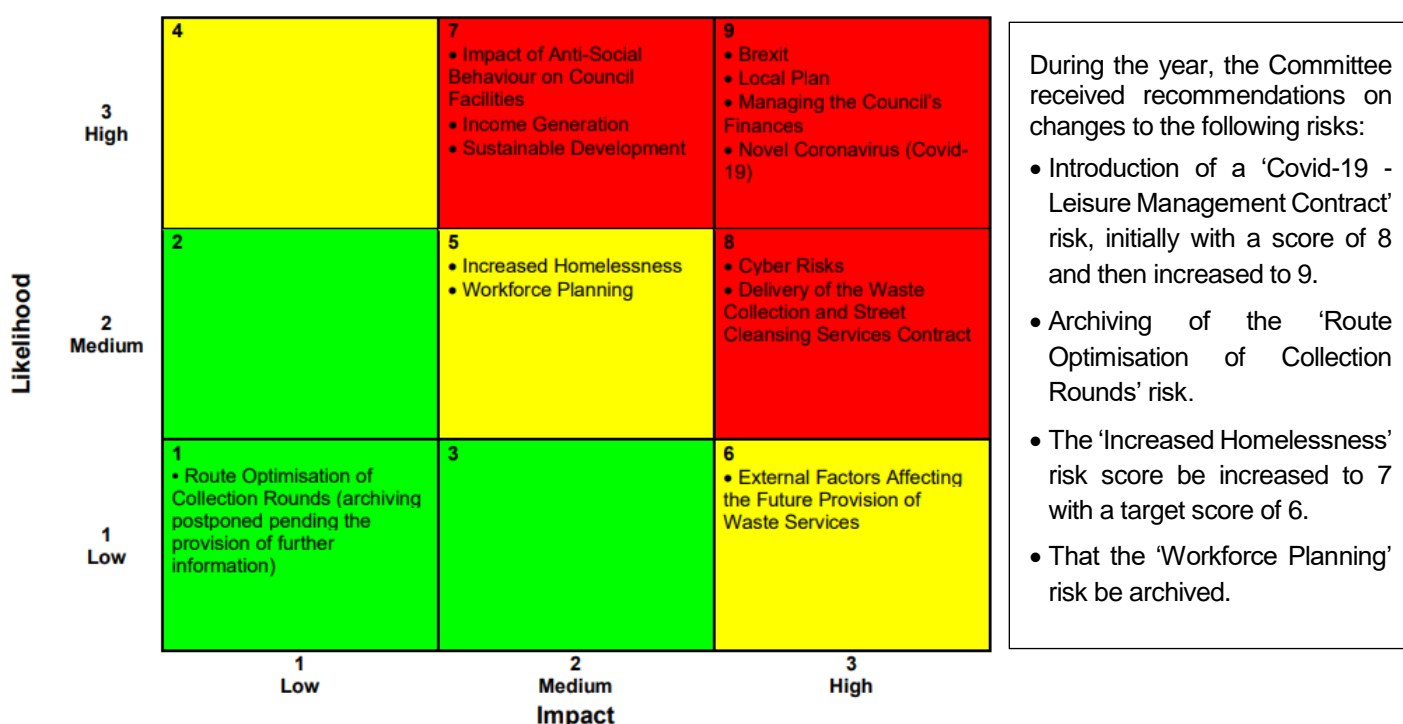 4
7
• Impact of Anti-Social
Behaviour on Council
Facilities
• Income Generation
• Sustainable Development
9
• Brexit
• Local Plan
• Managing the Council's
Finances
• Novel Coronavirus (Covid-
19)
3
High
2
5
• Increased Homelessness
• Workforce Planning
8
• Cyber Risks
• Delivery of the Waste
Collection and Street
Cleansing Services Contract
Likelihood
2
Medium
1
• Route Optimisation of
Collection Rounds (archiving
postponed pending the
provision of further
information)
3
6
• External Factors Affecting
the Future Provision of
Waste Services
1
Low
1
Low
2
Medium
3
High
Impact
During the year, the Committee
received recommendations on
changes to the following risks:
• Introduction of a ‘Covid-19 -
Leisure Management Contract’
risk, initially with a score of 8
and then increased to 9.
• Archiving of the ‘Route
Optimisation of Collection
Rounds’ risk.
• The ‘Increased Homelessness’
risk score be increased to 7
with a target score of 6.
• That the ‘Workforce Planning’
risk be archived.